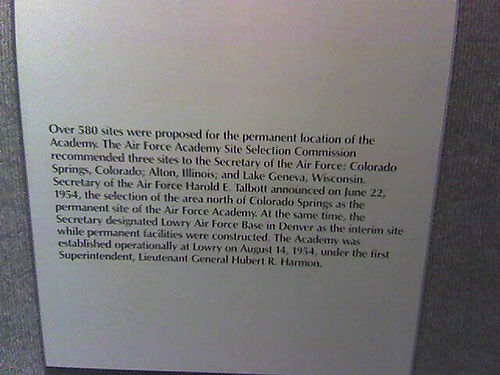 Over 580 sites were proposed for the permanent location of the
Academy. The Air Force Academy Site Selection Commission
recommended three sites to the Secretary of the Air Force: Colorado
Springs, Colorado; Alton, Illinois; and Lake Geneva, Wisconsin.
Secretary of the Air Force Harold E. Talbott announced on June 22,
1954, the selection of the area north of Colorado Springs as the
permanent site of the Air Force Academy. At the same time, the
Secretary designated Lowry Air Force Base in Denver as the interim site
while permanent facilities were constructed. The Academy was
established operationally at Lowry on August 14, 1954, under the first
Superintendent, Lieutenant General Hubert R. Harmon.